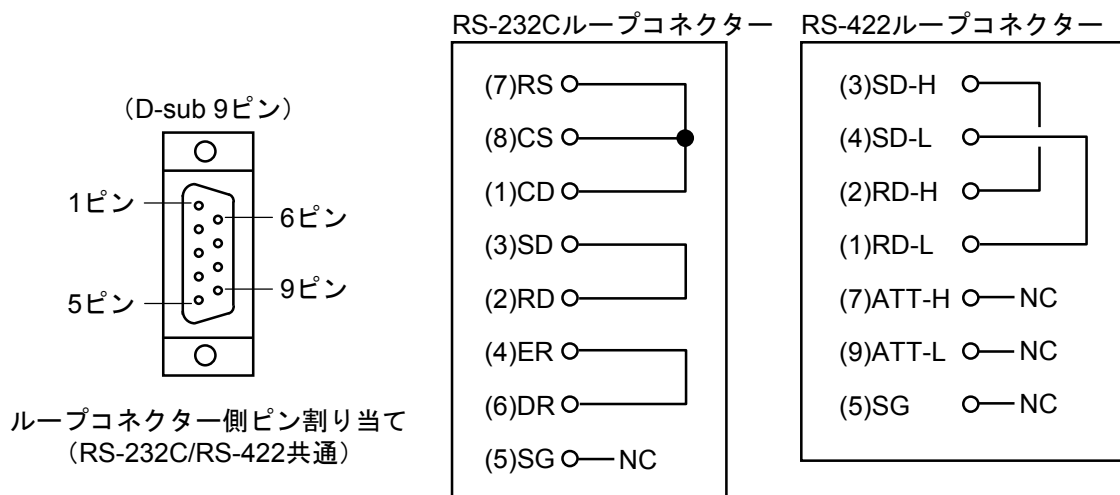 （D-sub 9ピン）
1ピン
6ピン
5ピン
9ピン
ループコネクター側ピン割り当て
（RS-232C/RS-422共通）
RS-232Cループコネクター
(7)RS
(8)CS
(1)CD
(3)SD
(2)RD
(4)ER
(6)DR
(5)SG NC
RS-422ループコネクター
(3)SD-H
(4)SD-L
(2)RD-H
(1)RD-L
(7)ATT-H NC
(9)ATT-L NC
(5)SG NC